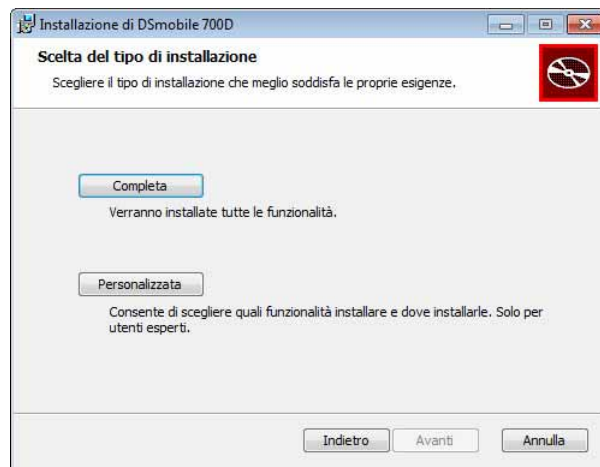 Installazione di DSmobile 700D
Scelta del tipo di installazione
Scegliere il tipo di installazione che meglio soddisfa le proprie esigenze.
Completa
Verranno installate tutte le funzionalità.
Personalizzata
Consente di scegliere quali funzionalità installare e dove installarle. Solo per
utenti esperti.
Indietro Avanti Annulla